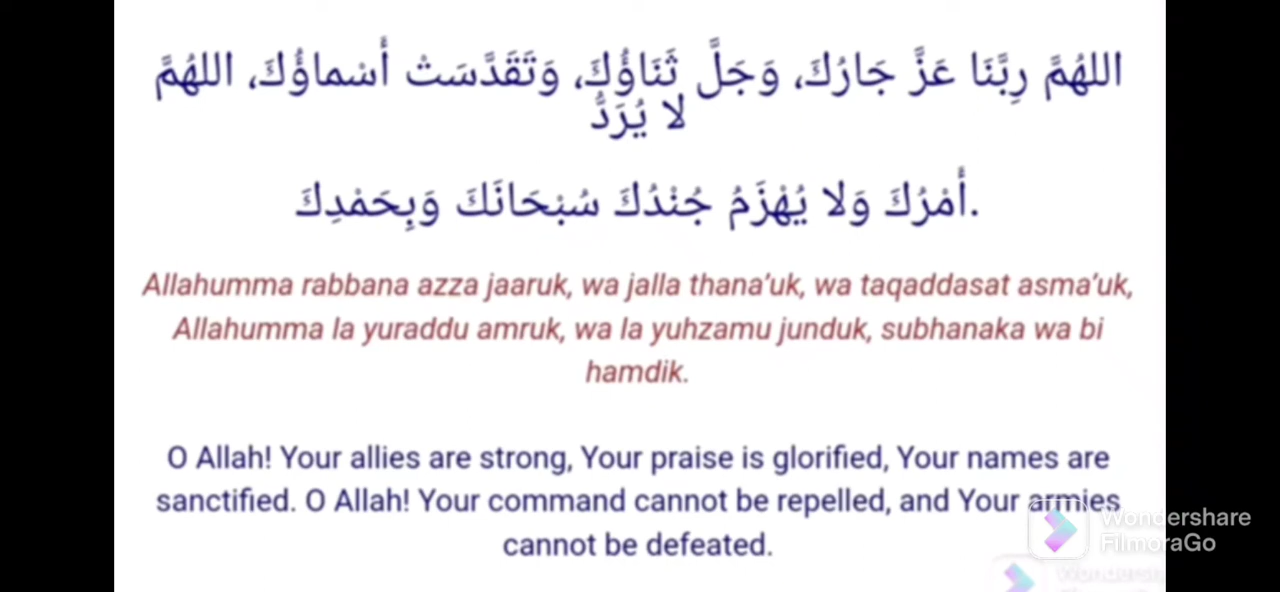 اللهُمَّ رِبَّنَا عَزَّ جَارُكَ، وَجَلَّ ثَنَاؤُكَ، وَتَقَدَّسَتْ أَسْماؤُكَ، اللهُمَّ
لا يُرَدُّ
أَمْرُكَ وَلا يُهْزَمُ جُنْدُكَ سُبْحَانَكَ وَبِحَمْدِكَ.
Allahumma rabbana azza jaaruk, wa jalla thana’uk, wa taqaddasat asma’uk,
Allahumma la yuraddu amruk, wa la yuhzamu junduk, subhanaka wa bi
hamdik.
O Allah! Your allies are strong, Your praise is glorified, Your names are
sanctified. O Allah! Your command cannot be repelled, and Your armies
cannot be defeated.
Wondershare
FilmoraGo